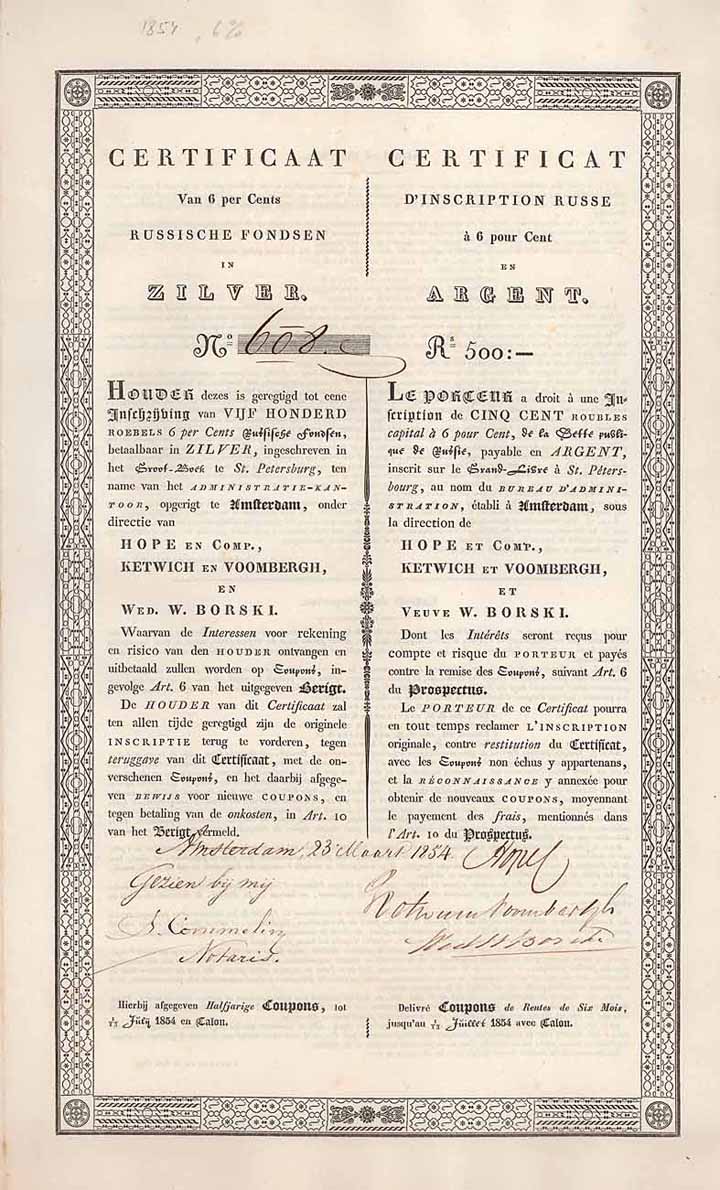 1854, 6%
CERTIFICAAT
Van 6 per Cents
RUSSISCHE FONDSEN
IN
ZILVER.
Nº 608.
HOUDER dezes is geregtigd tot eene
Inschrijving van VIJF HONDERD
ROEBELS 6 per Cents Russische Fondsen,
betaalbaar in ZILVER, ingeschreven in
het Groot-Boek te St. Petersburg, ten
name van het ADMINISTRATIE-KAN-
TOOR, opgerigt te Amsterdam, onder
directie van
HOPE EN COMP.,
KETWICH EN VOOMBERGH,
EN
WED. W. BORSKI.
Waarvan de Interessen voor rekening
en risico van den HOUDER ontvangen en
uitbetaald zullen worden op Coupons, in-
gevolge Art. 6 van het uitgegeven Berigt.
De HOUDER van dit Certificaat zal
ten allen tijde geregtigd zijn de originele
INSCRIPTIE terug te vorderen, tegen
teruggave van dit Certificaat, met de on-
verschenen Coupons, en het daarbij afgege-
ven BEWIJS voor nieuwe COUPONS, en
tegen betaling van de onkosten, in Art. 10
van het Berigt vermeld.
CERTIFICAT
D'INSCRIPTION RUSSE
à 6 pour Cent
EN
ARGENT.
Rs 500:—
LE PORTEUR a droit à une In-
scription de CINQ CENT ROUBLES
capital à 6 pour Cent, de la Dette publi-
que de Russie, payable en ARGENT,
inscrit sur le Grand-Livre à St. Péters-
bourg, au nom du BUREAU D'ADMINI-
STRATION, établi à Amsterdam, sous
la direction de
HOPE ET COMP.,
KETWICH ET VOOMBERGH,
ET
VEUVE W. BORSKI.
Dont les Intérêts seront reçus pour
compte et risque du PORTEUR et payés
contre la remise des Coupons, suivant Art. 6
du Prospectus.
Le PORTEUR de ce Certificat pourra
en tout temps reclamer L'INSCRIPTION
originale, contre restitution du Certificat,
avec les Coupons non échus y appartenans,
et la RÉCONNAISSANCE y annexée pour
obtenir de nouveaux COUPONS, moyennant
le payement des frais, mentionnés dans
l'Art. 10 du Prospectus.
Amsterdam, 23 Maart 1854.
Gezien bij mij
Commelin
Notaris.
Hope
Voombergh
Wed W Borski
Hierbij afgegeven Halfjarige Coupons, tot
1/13 July 1854 en Talon.
Delivré Coupons de Rentes de Six Mois,
jusqu'au 1/13 Juillet 1854 avec Talon.